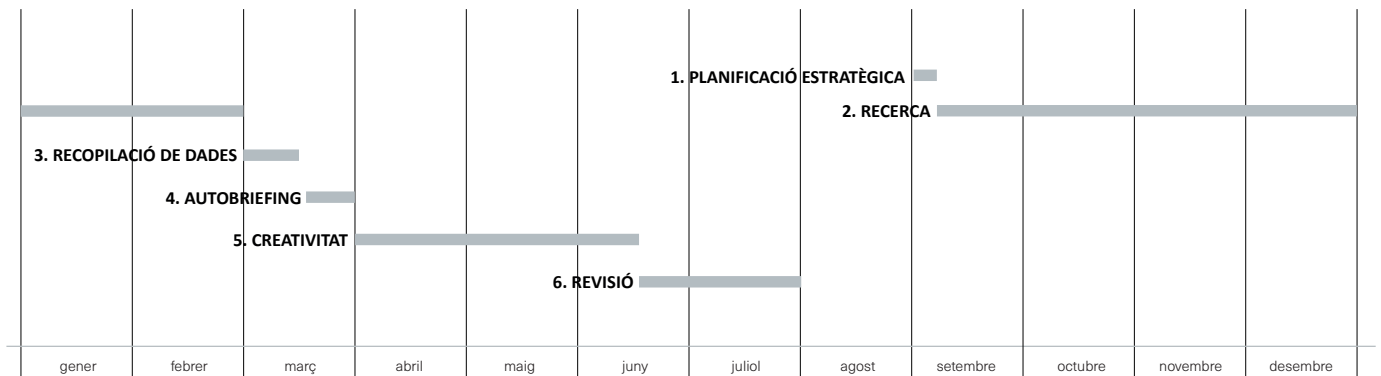 1. PLANIFICACIÓ ESTRATÈGICA
2. RECERCA
3. RECOPILACIÓ DE DADES
4. AUTOBRIEFING
5. CREATIVITAT
6. REVISIÓ
gener febrer març abril maig juny juliol agost setembre octubre novembre desembre